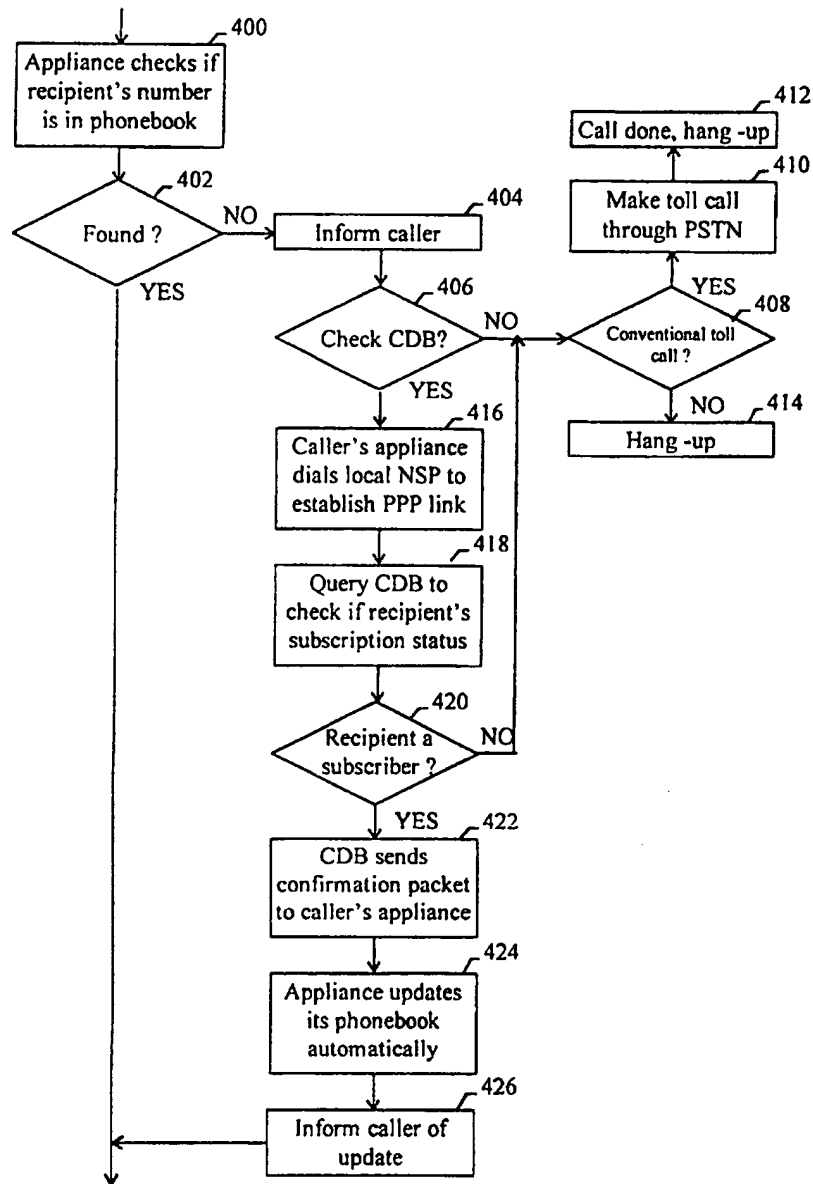 400
Appliance checks if
recipient's number
is in phonebook
402
Found ?
NO
YES
404
Inform caller
406
Check CDB?
NO
YES
412
Call done, hang -up
410
Make toll call
through PSTN
YES
408
Conventional toll
call ?
NO
414
Hang -up
416
Caller's appliance
dials local NSP to
establish PPP link
418
Query CDB to
check if recipient's
subscription status
420
Recipient a
subscriber ?
NO
YES
422
CDB sends
confirmation packet
to caller's appliance
424
Appliance updates
its phonebook
automatically
426
Inform caller of
update